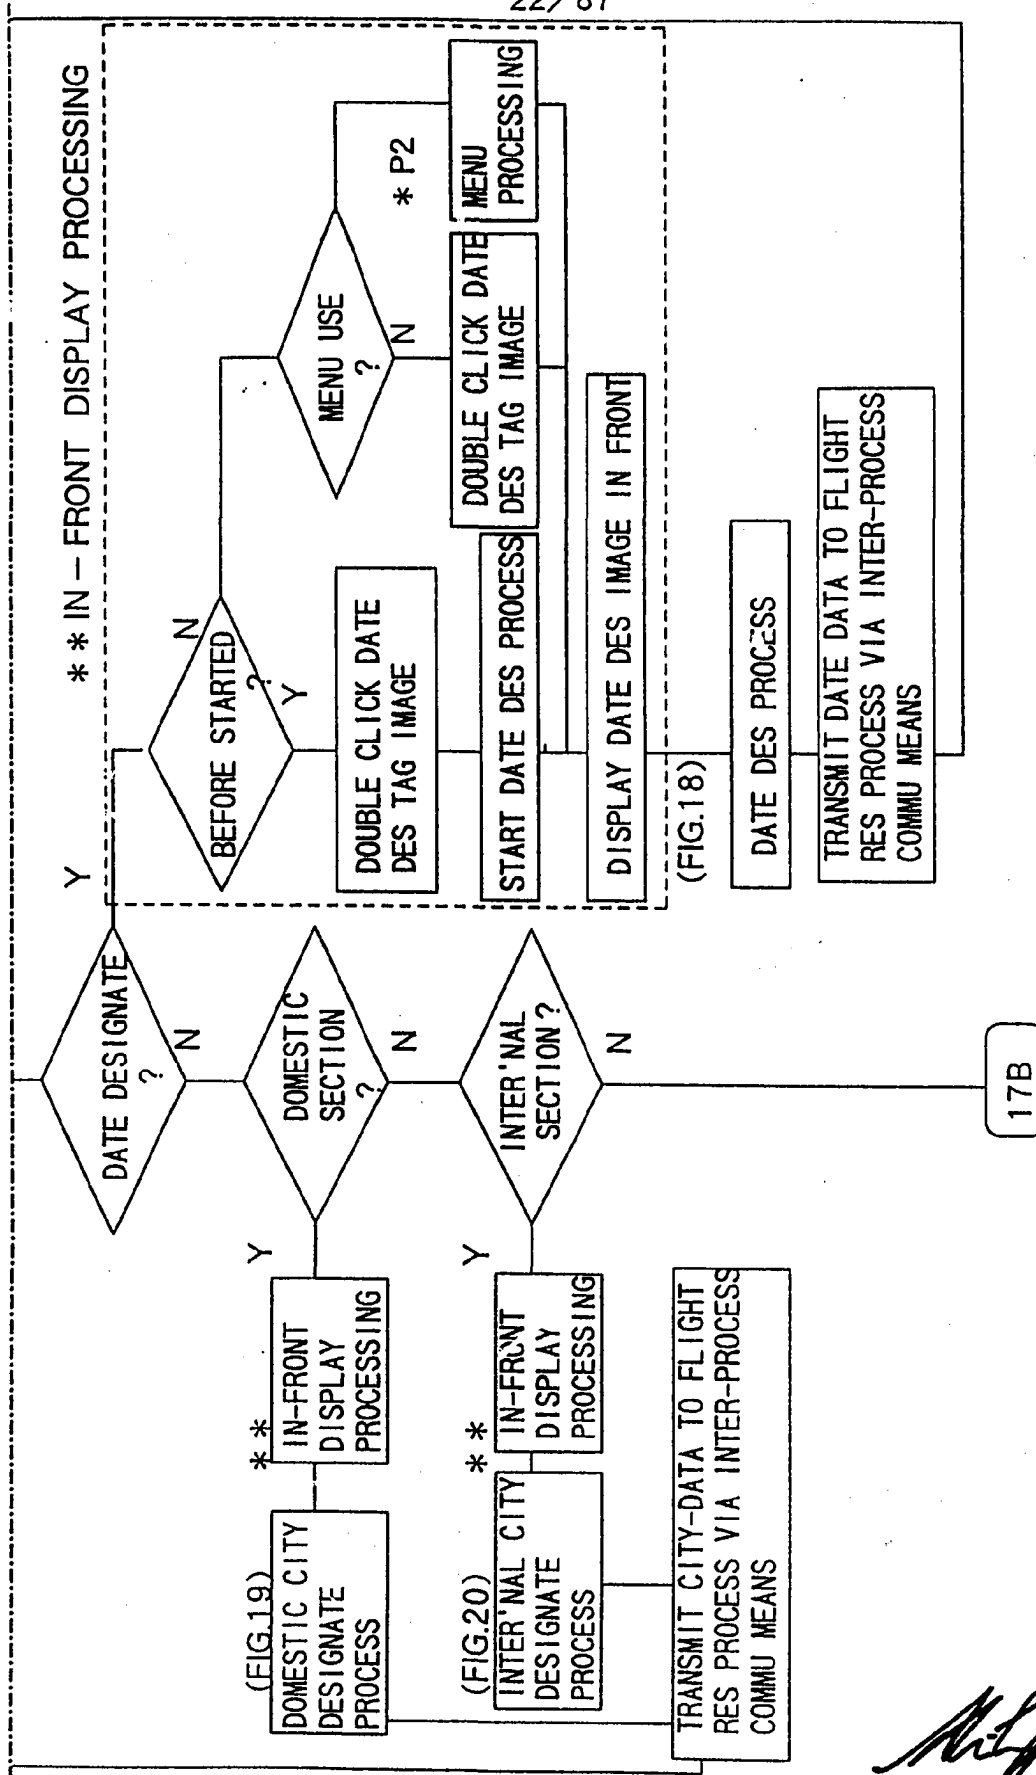 22/61
**IN-FRONT DISPLAY PROCESSING
DATE DESIGNATE
?
Y
N
BEFORE STARTED
?
N
Y
MENU USE
?
N
*P2
DOUBLE CLICK DATE
DES TAG IMAGE
START DATE DES PROCESS
DOUBLE CLICK DATE
DES TAG IMAGE
MENU
PROCESSING
DISPLAY DATE DES IMAGE IN FRONT
(FIG.18)
DATE DES PROCESS
TRANSMIT DATE DATA TO FLIGHT
RES PROCESS VIA INTER-PROCESS
COMMU MEANS
DOMESTIC
SECTION
?
Y
N
**
IN-FRONT
DISPLAY
PROCESSING
(FIG.19)
DOMESTIC CITY
DESIGNATE
PROCESS
INTER'NAL
SECTION?
Y
N
**
IN-FRONT
DISPLAY
PROCESSING
(FIG.20)
INTER'NAL CITY
DESIGNATE
PROCESS
TRANSMIT CITY-DATA TO FLIGHT
RES PROCESS VIA INTER-PROCESS
COMMU MEANS
17B